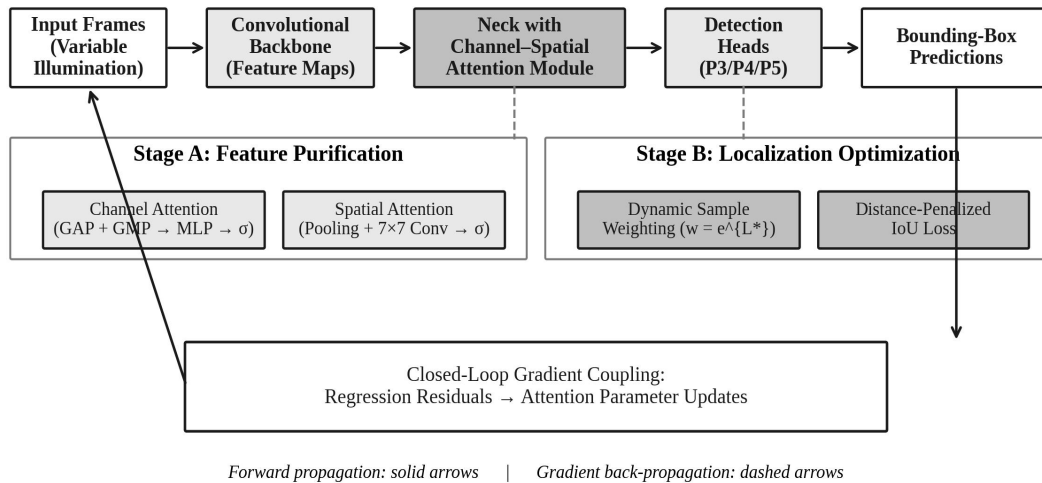 Input Frames
(Variable
Illumination)
Convolutional
Backbone
(Feature Maps)
Neck with
Channel–Spatial
Attention Module
Detection
Heads
(P3/P4/P5)
Bounding-Box
Predictions
Stage A: Feature Purification
Channel Attention
(GAP + GMP → MLP → σ)
Spatial Attention
(Pooling + 7×7 Conv → σ)
Stage B: Localization Optimization
Dynamic Sample
Weighting (w = e^{L*})
Distance-Penalized
IoU Loss
Closed-Loop Gradient Coupling:
Regression Residuals → Attention Parameter Updates
Forward propagation: solid arrows | Gradient back-propagation: dashed arrows